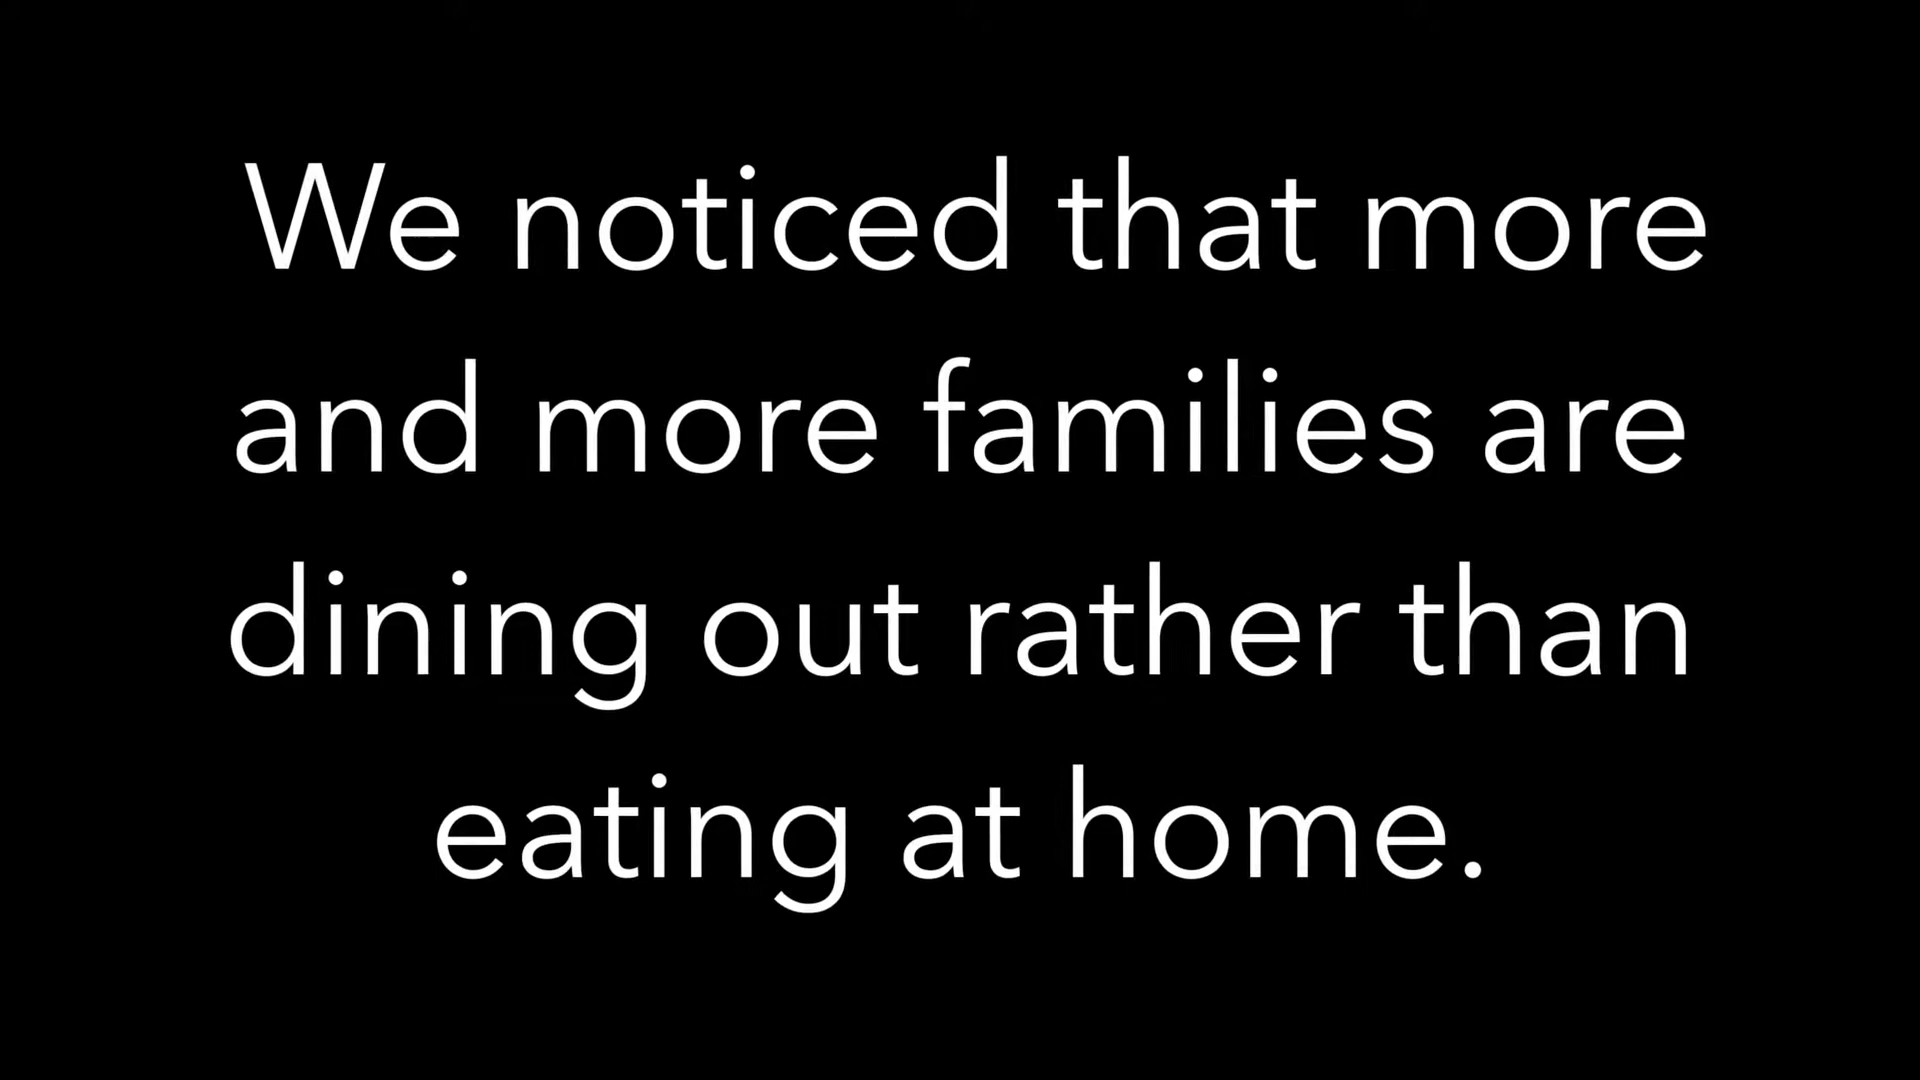 We noticed that more
and more families are
dining out rather than
eating at home.